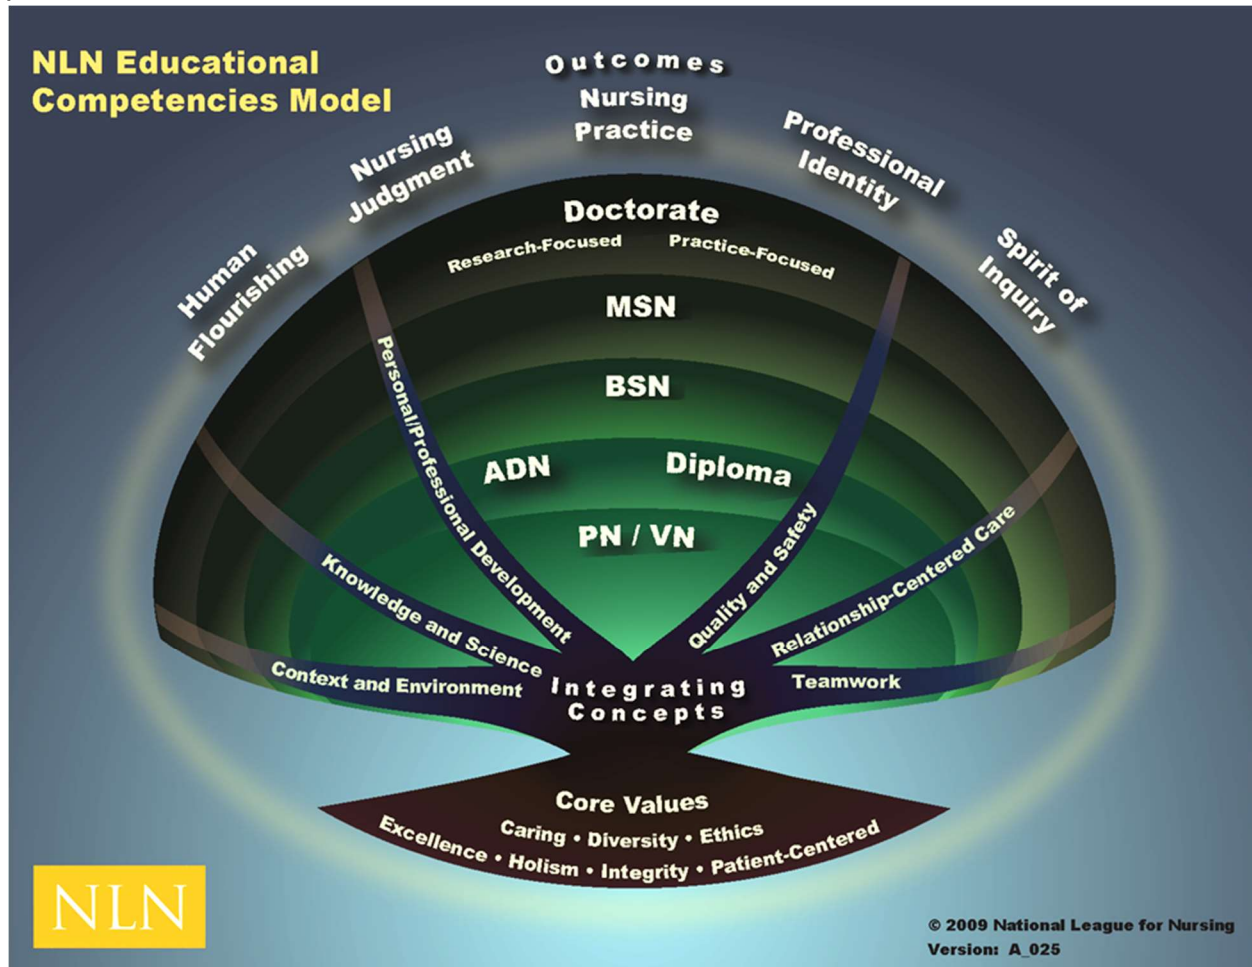 NLN Educational
Competencies Model
Outcomes
Nursing
Practice
Nursing
Judgment
Professional
Identity
Human
Flourishing
Spirit of
Inquiry
Doctorate
Research-Focused
Practice-Focused
MSN
BSN
ADN
Diploma
PN / VN
Personal/Professional Development
Knowledge and Science
Context and Environment
Quality and Safety
Relationship-Centered Care
Teamwork
Integrating
Concepts
Core Values
Caring • Diversity • Ethics
Excellence • Holism • Integrity • Patient-Centered
NLN
© 2009 National League for Nursing
Version: A_025